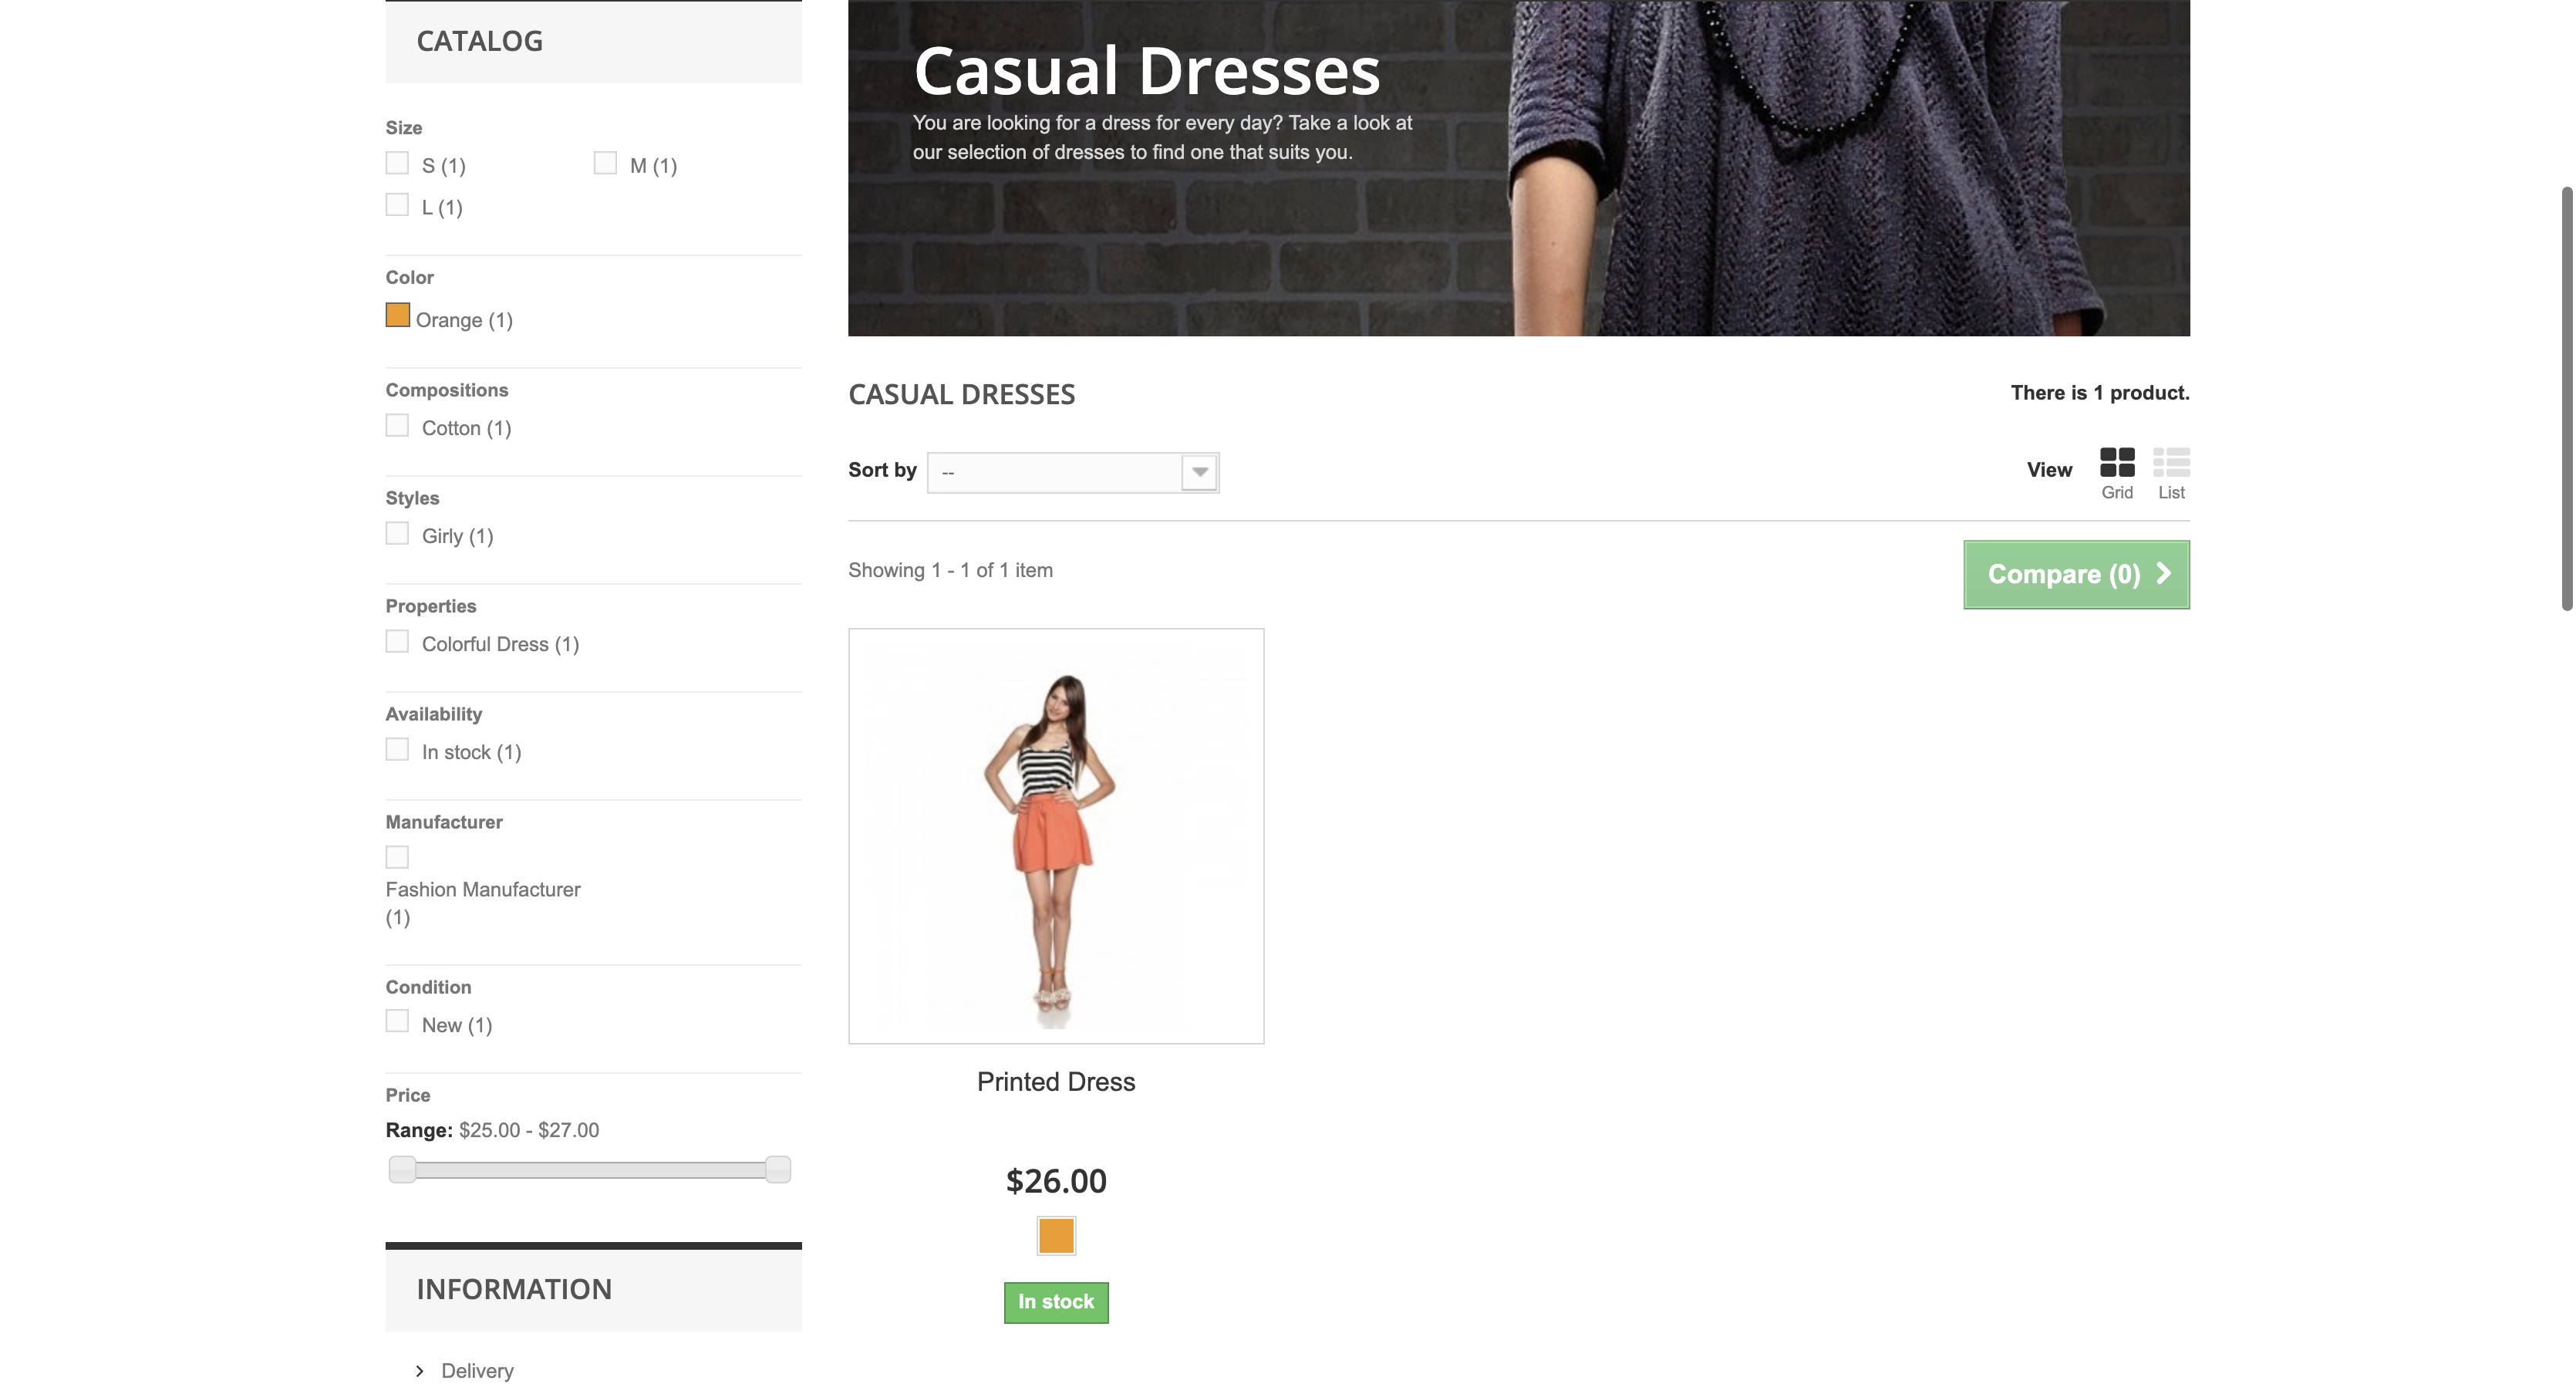 CATALOG
Size
S (1)
M (1)
L (1)
Color
Orange (1)
Compositions
Cotton (1)
Styles
Girly (1)
Properties
Colorful Dress (1)
Availability
In stock (1)
Manufacturer
Fashion Manufacturer
(1)
Condition
New (1)
Price
Range: $25.00 - $27.00
INFORMATION
Delivery
Casual Dresses
You are looking for a dress for every day? Take a look at
our selection of dresses to find one that suits you.
CASUAL DRESSES
There is 1 product.
Sort by
--
View
Grid
List
Showing 1 - 1 of 1 item
Compare (0)
Printed Dress
$26.00
In stock